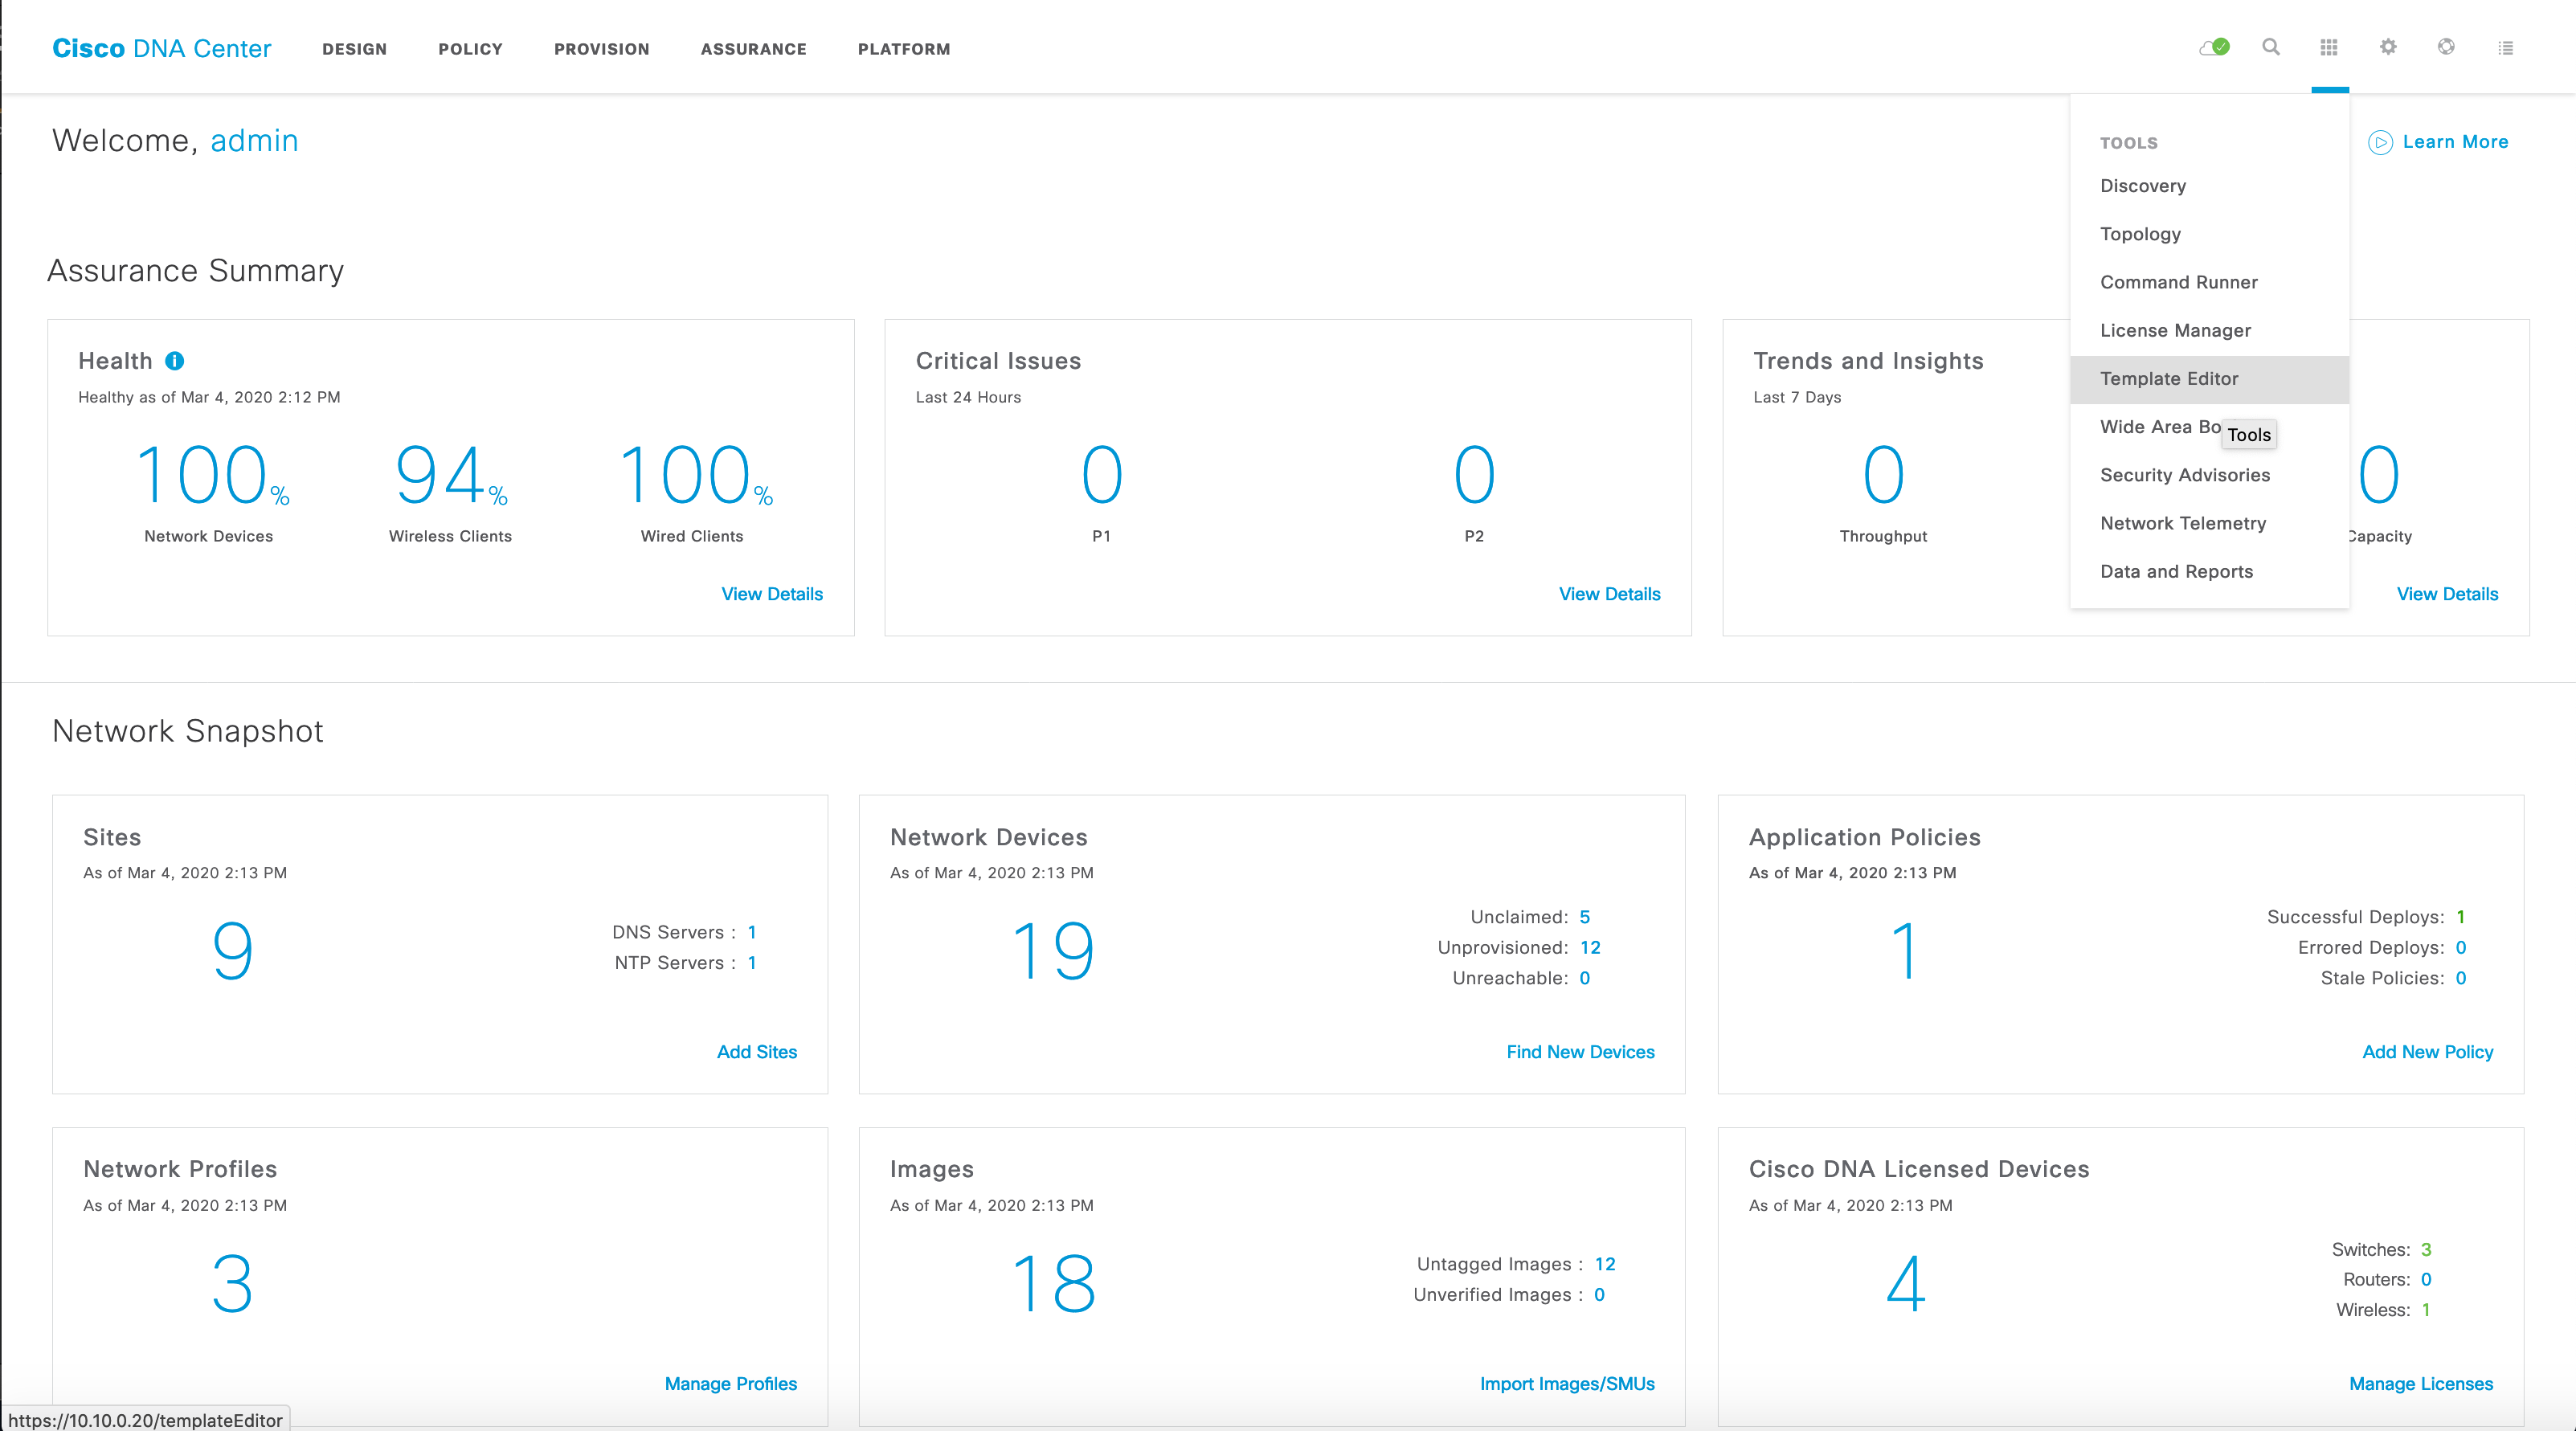 Cisco DNA Center DESIGN POLICY PROVISION ASSURANCE PLATFORM
Welcome, admin
Learn More
TOOLS
Discovery
Topology
Command Runner
License Manager
Template Editor
Wide Area Bo
Tools
Security Advisories
Network Telemetry
Data and Reports
Assurance Summary
Health
Healthy as of Mar 4, 2020 2:12 PM
100% 94% 100%
Network Devices Wireless Clients Wired Clients
View Details
Critical Issues
Last 24 Hours
0 0
P1 P2
View Details
Trends and Insights
Last 7 Days
0 0
Throughput Capacity
View Details
Network Snapshot
Sites
As of Mar 4, 2020 2:13 PM
9
DNS Servers : 1
NTP Servers : 1
Add Sites
Network Devices
As of Mar 4, 2020 2:13 PM
19
Unclaimed: 5
Unprovisioned: 12
Unreachable: 0
Find New Devices
Application Policies
As of Mar 4, 2020 2:13 PM
1
Successful Deploys: 1
Errored Deploys: 0
Stale Policies: 0
Add New Policy
Network Profiles
As of Mar 4, 2020 2:13 PM
3
Manage Profiles
Images
As of Mar 4, 2020 2:13 PM
18
Untagged Images : 12
Unverified Images : 0
Import Images/SMUs
Cisco DNA Licensed Devices
As of Mar 4, 2020 2:13 PM
4
Switches: 3
Routers: 0
Wireless: 1
Manage Licenses
https://10.10.0.20/templateEditor